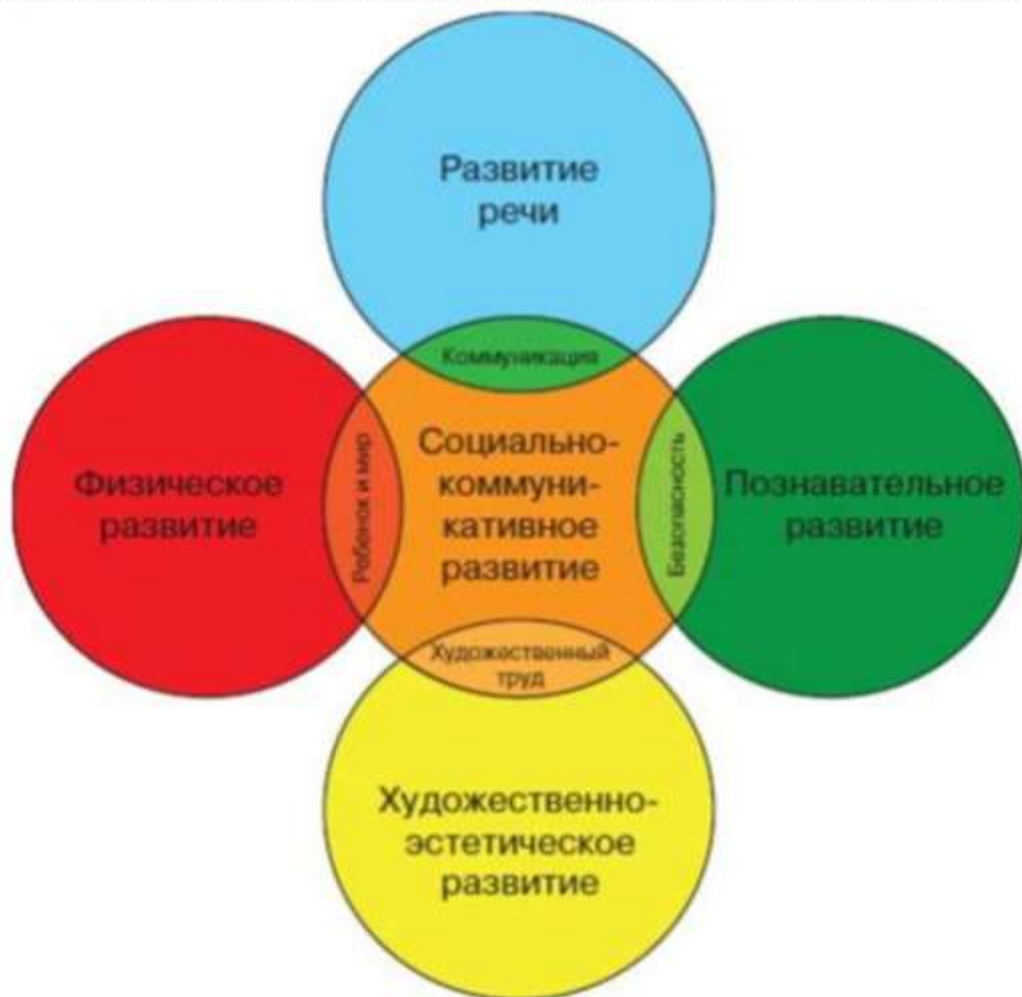 Развитие
речи
Коммуникация
Физическое
развитие
Ребенок и мир
Социально-
коммуни-
кативное
развитие
Безопасность
Познавательное
развитие
Художественный
труд
Художественно-
эстетическое
развитие